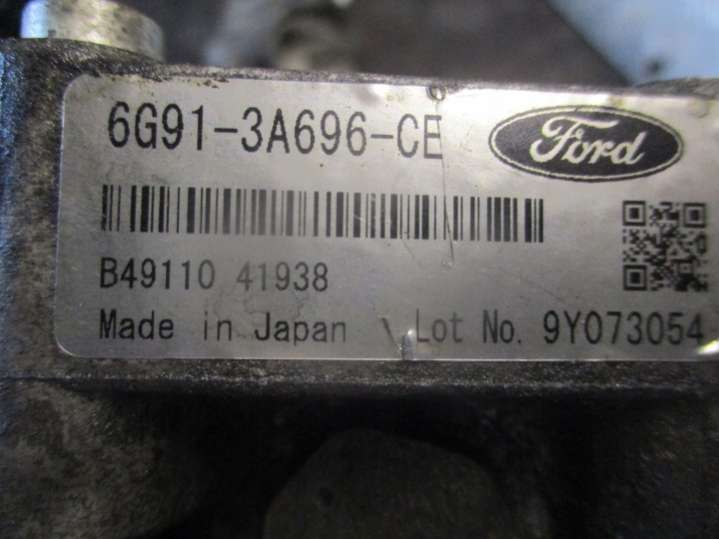 6G91-3A696-CE
Ford
B49110 41938
Made in Japan
Lot No. 9Y073054